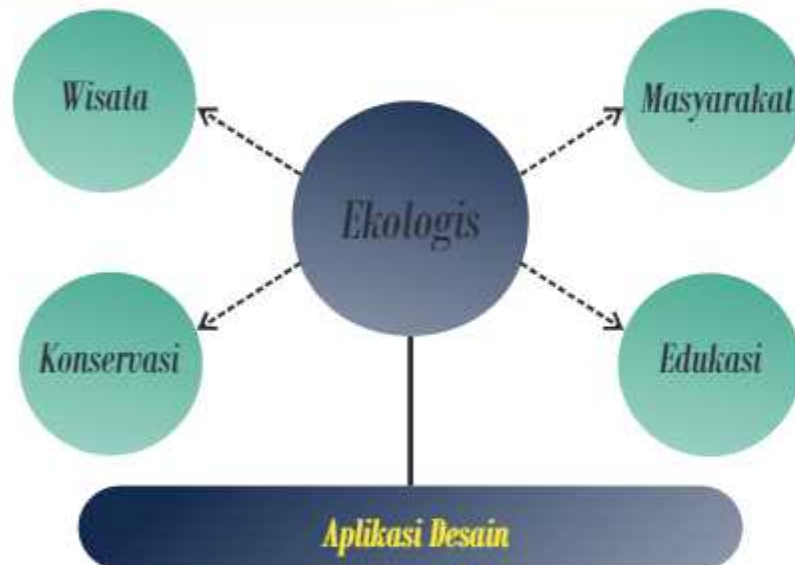 Wisata
Masyarakat
Ekologis
Konservasi
Edukasi
Aplikasi Desain